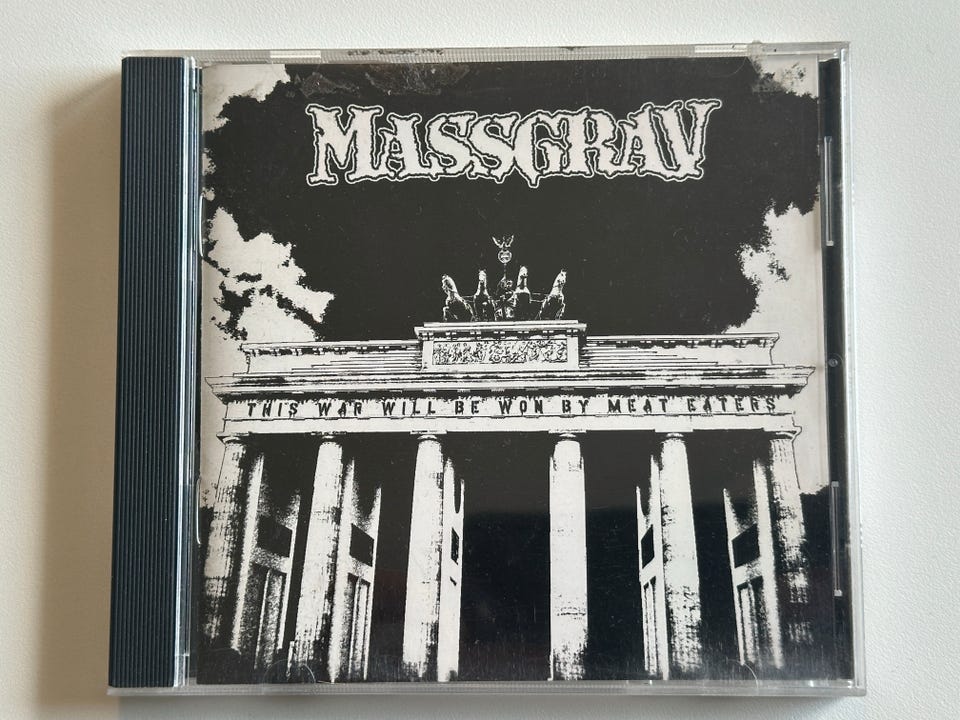 MASSGRAV
THIS WAR WILL BE WON BY MEAT EATERS